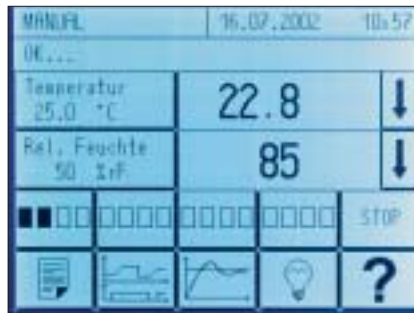 MANUAL 16.07.2002 10:57
OK...
Temperatur
25.0 °C
22.8
Rel. Feuchte
50 %rF
85
STOP
?